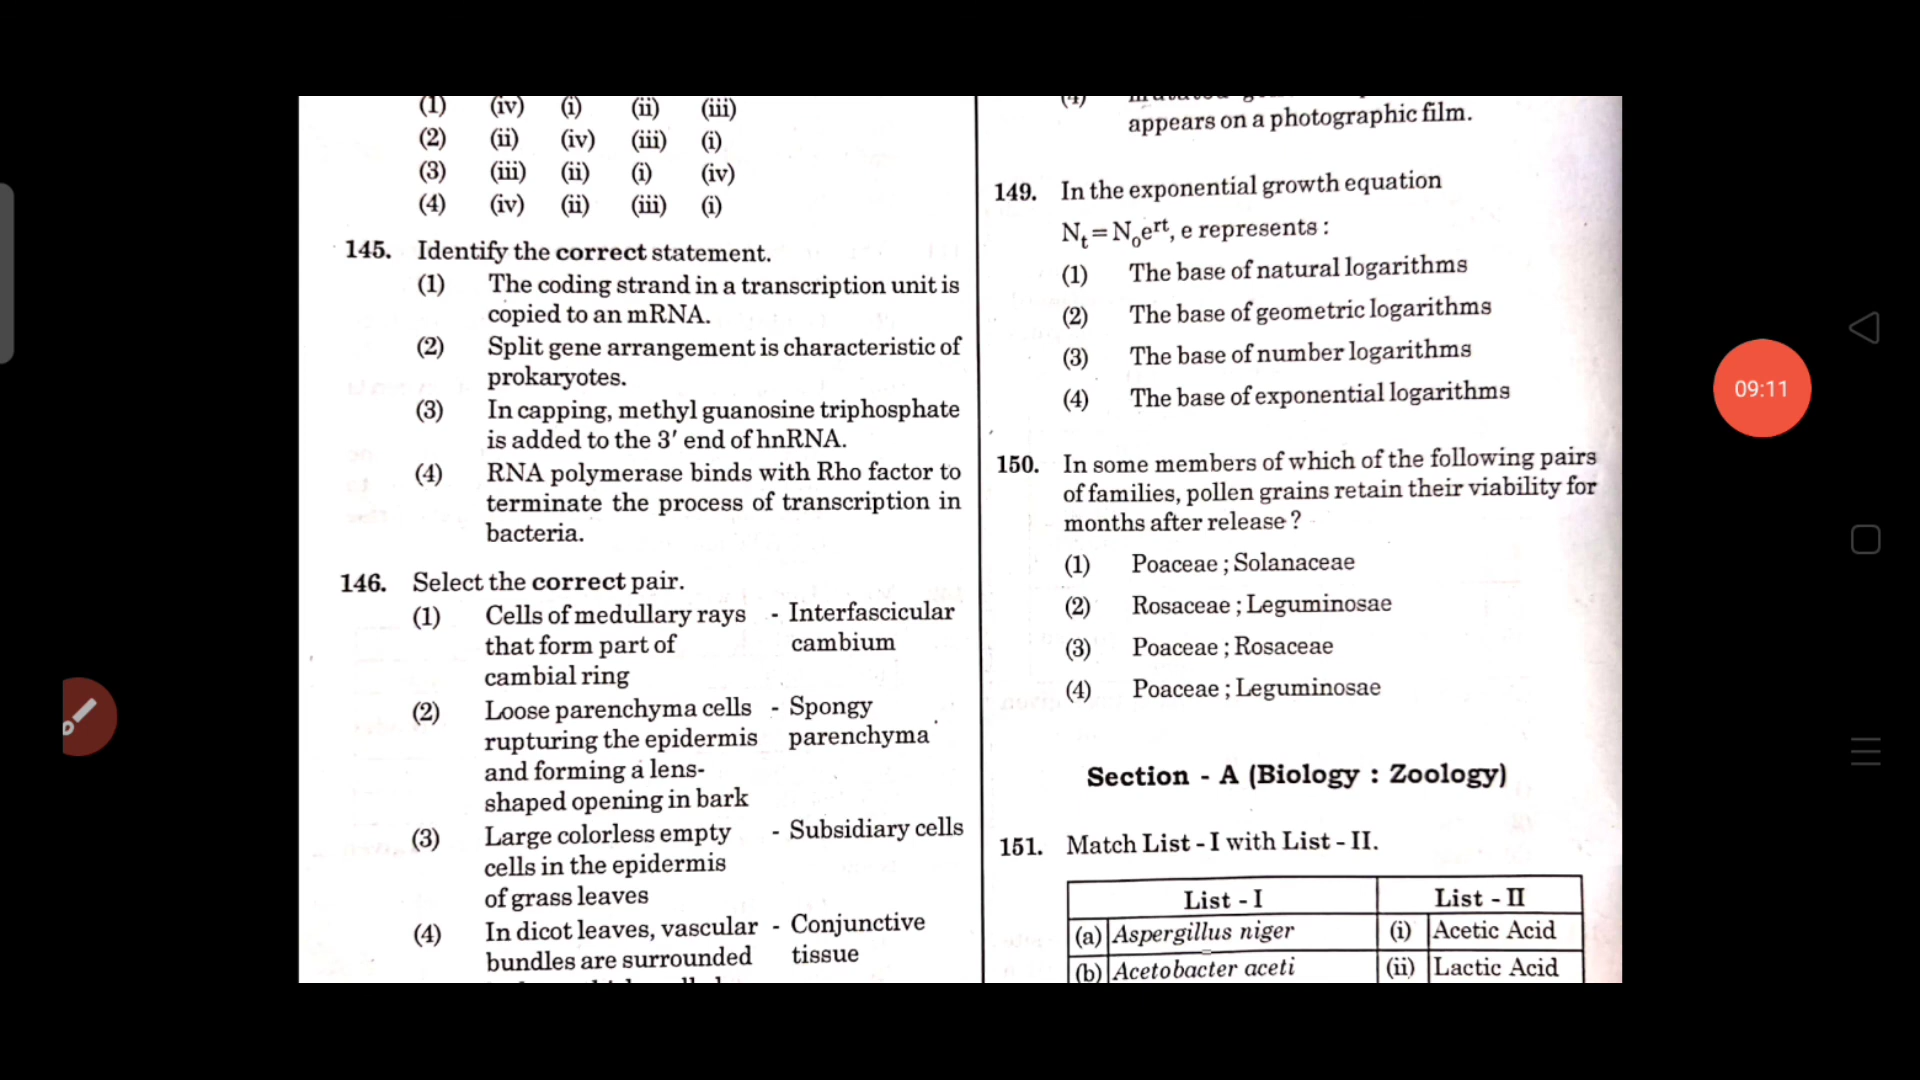 (1) (iv) (i) (ii) (iii)
(2) (ii) (iv) (iii) (i)
(3) (iii) (ii) (i) (iv)
(4) (iv) (ii) (iii) (i)
145. Identify the correct statement.
(1) The coding strand in a transcription unit is
copied to an mRNA.
(2) Split gene arrangement is characteristic of
prokaryotes.
(3) In capping, methyl guanosine triphosphate
is added to the 3′ end of hnRNA.
(4) RNA polymerase binds with Rho factor to
terminate the process of transcription in
bacteria.
146. Select the correct pair.
(1) Cells of medullary rays - Interfascicular
that form part of cambium
cambial ring
(2) Loose parenchyma cells - Spongy
rupturing the epidermis parenchyma
and forming a lens-
shaped opening in bark
(3) Large colorless empty - Subsidiary cells
cells in the epidermis
of grass leaves
(4) In dicot leaves, vascular - Conjunctive
bundles are surrounded tissue
(4)
appears on a photographic film.
149. In the exponential growth equation
Nt = Noe^rt, e represents :
(1) The base of natural logarithms
(2) The base of geometric logarithms
(3) The base of number logarithms
(4) The base of exponential logarithms
150. In some members of which of the following pairs
of families, pollen grains retain their viability for
months after release ?
(1) Poaceae ; Solanaceae
(2) Rosaceae ; Leguminosae
(3) Poaceae ; Rosaceae
(4) Poaceae ; Leguminosae
Section - A (Biology : Zoology)
151. Match List - I with List - II.
List - I List - II
(a) Aspergillus niger (i) Acetic Acid
(b) Acetobacter aceti (ii) Lactic Acid
09:11